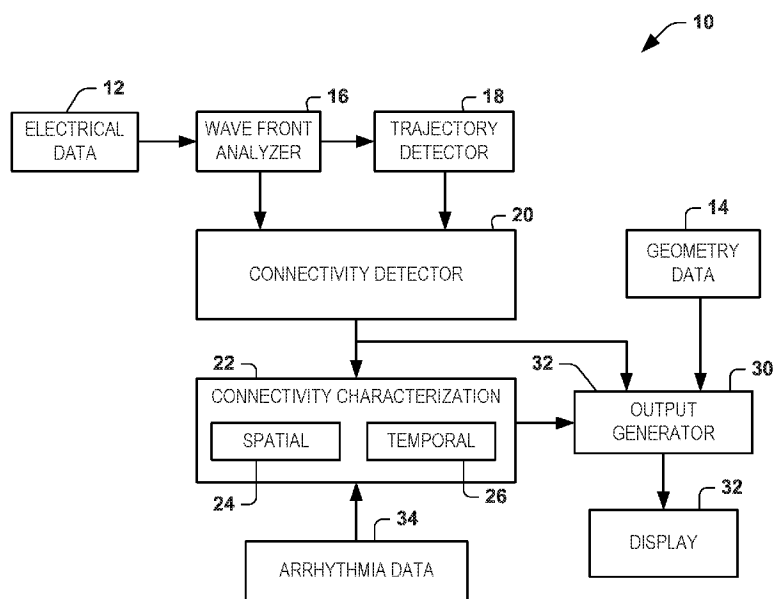 10
12
ELECTRICAL
DATA
16
WAVE FRONT
ANALYZER
18
TRAJECTORY
DETECTOR
20
CONNECTIVITY DETECTOR
14
GEOMETRY
DATA
22
CONNECTIVITY CHARACTERIZATION
SPATIAL
TEMPORAL
24
26
32
30
OUTPUT
GENERATOR
34
ARRHYTHMIA DATA
32
DISPLAY